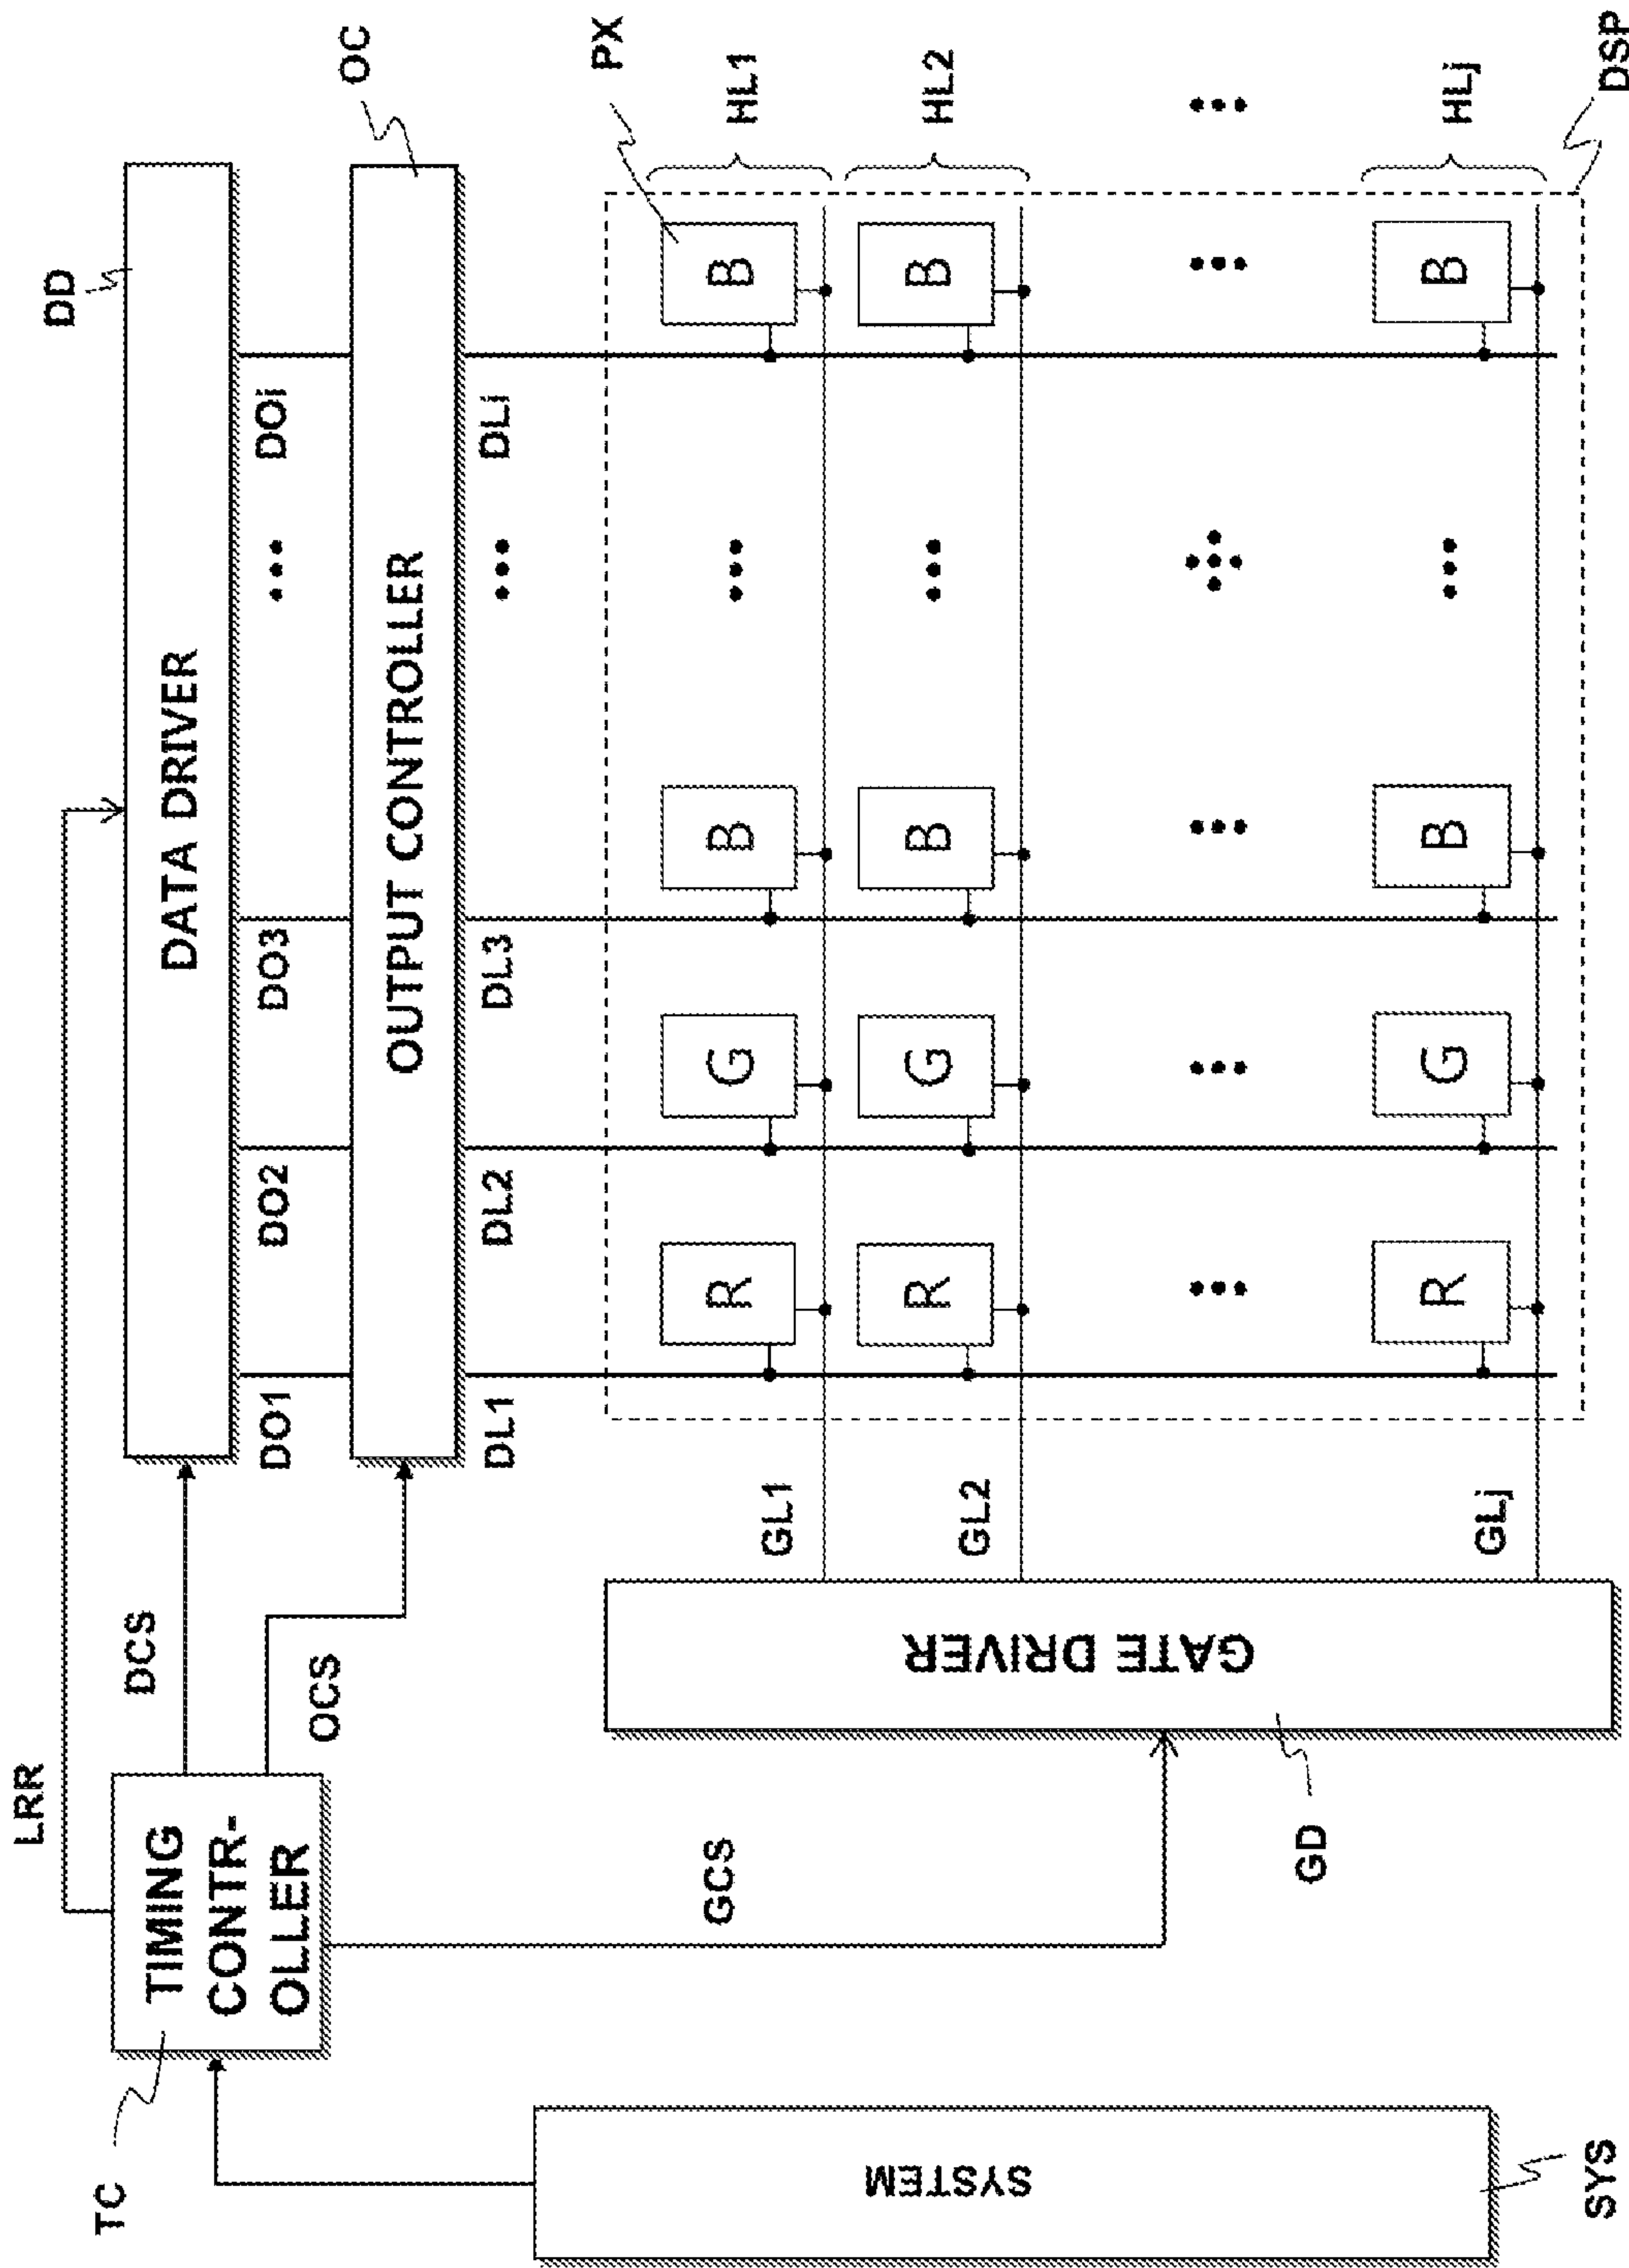 LRR
DD
DATA DRIVER
DCS
TIMING
CONTR-
OLLER
TC
DO1
DO2
DO3
•••
DOi
OCS
OUTPUT CONTROLLER
OC
DL1
DL2
DL3
•••
DLi
PX
GCS
R
G
B
•••
B
HL1
GL1
R
G
B
•••
B
HL2
GL2
SYSTEM
GATE DRIVER
•••
•••
•••
•••
•••
R
G
B
•••
B
HLj
GLj
GD
DSP
SYS